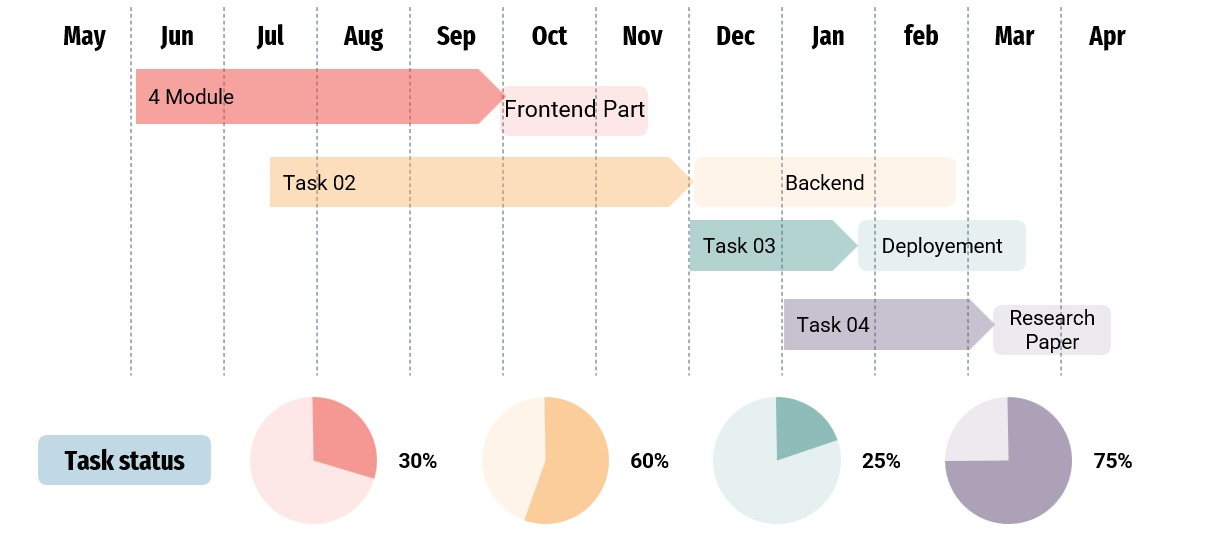 May Jun Jul Aug Sep Oct Nov Dec Jan feb Mar Apr
4 Module
Frontend Part
Task 02
Backend
Task 03
Deployement
Task 04
Research
Paper
Task status
30%
60%
25%
75%